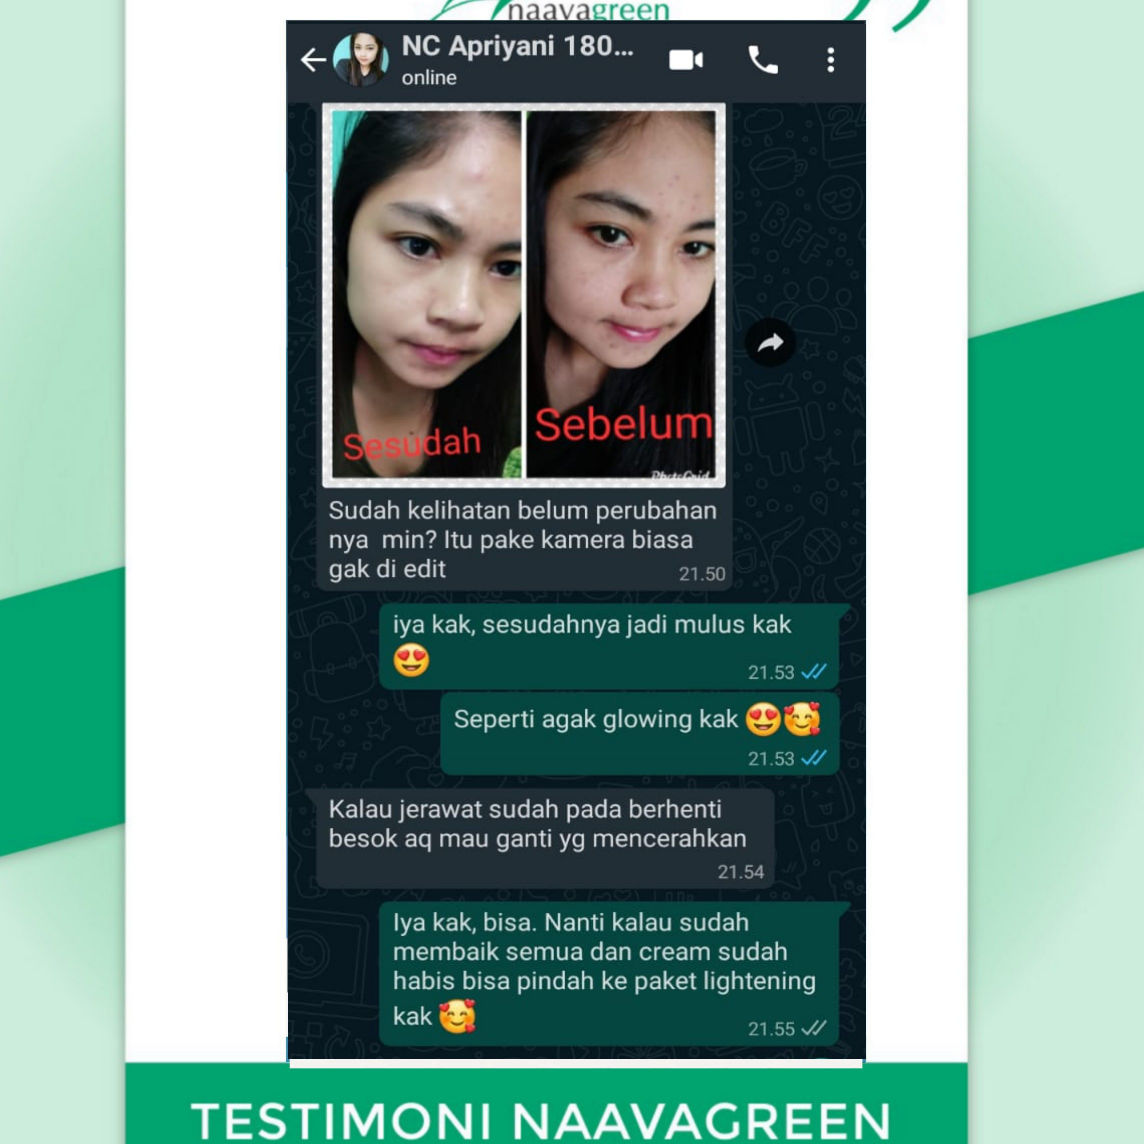 naavagreen
NC Apriyani 180...
online
Sesudah
Sebelum
PhotoGrid
Sudah kelihatan belum perubahan
nya min? Itu pake kamera biasa
gak di edit
21.50
iya kak, sesudahnya jadi mulus kak
😍
21.53
Seperti agak glowing kak 😍🥰
21.53
Kalau jerawat sudah pada berhenti
besok aq mau ganti yg mencerahkan
21.54
Iya kak, bisa. Nanti kalau sudah
membaik semua dan cream sudah
habis bisa pindah ke paket lightening
kak 🥰
21.55
TESTIMONI NAAVAGREEN